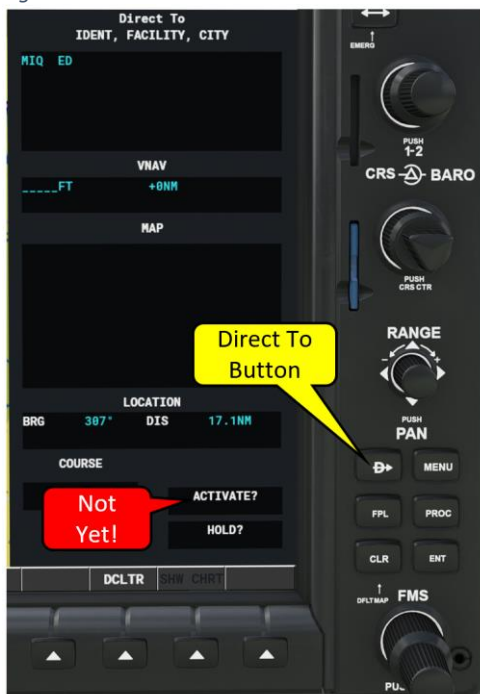 Direct To
IDENT, FACILITY, CITY
MIQ ED
VNAV
_____FT +0NM
MAP
LOCATION
BRG 307° DIS 17.1NM
COURSE
ACTIVATE?
HOLD?
Not
Yet!
DCLTR SHW CHRT
Direct To
Button
EMERG
PUSH
1-2
CRS BARO
PUSH
CRS CTR
RANGE
- +
PUSH
PAN
D MENU
FPL PROC
CLR ENT
DFLT MAP FMS